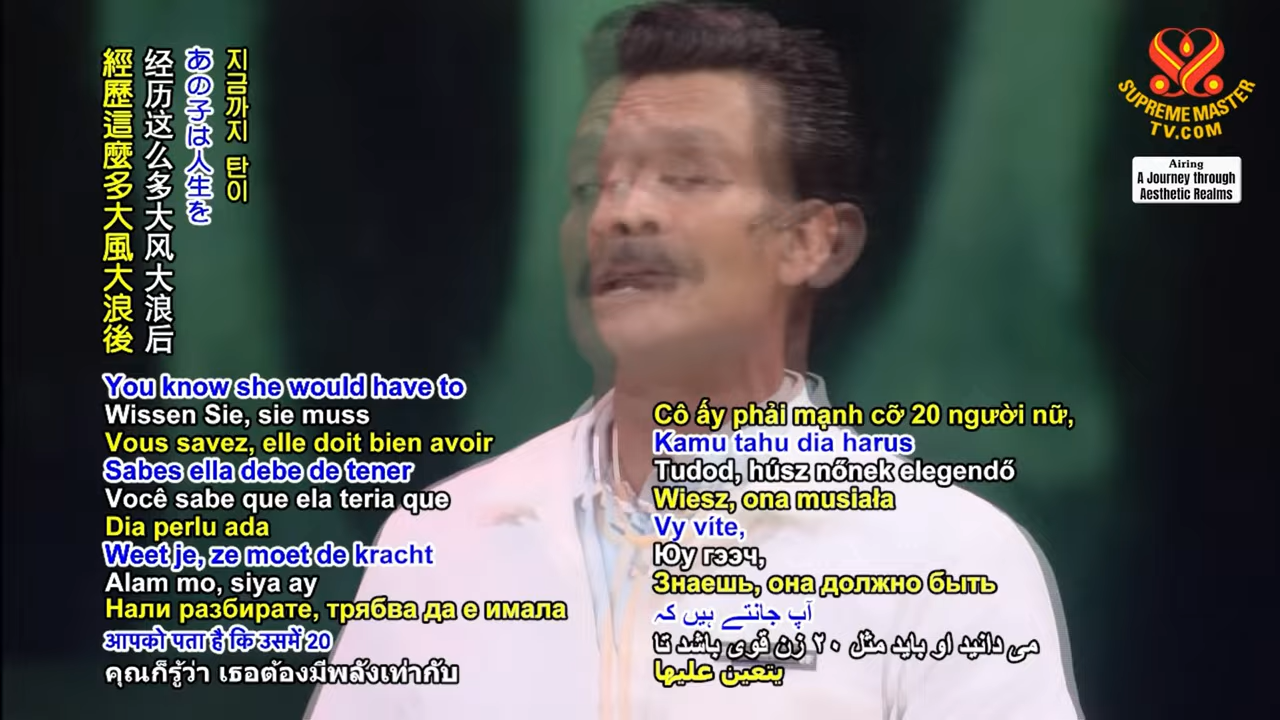 經歷這麼多大風大浪後
经历这么多大风大浪后
あの子は人生を
지금까지 탄이
You know she would have to
Wissen Sie, sie muss
Vous savez, elle doit bien avoir
Sabes ella debe de tener
Você sabe que ela teria que
Dia perlu ada
Weet je, ze moet de kracht
Alam mo, siya ay
Нали разбирате, трябва да е имала
आपको पता है कि उसमें 20
คุณก็รู้ว่า เธอต้องมีพลังเท่ากับ
Cô ấy phải mạnh cỡ 20 người nữ,
Kamu tahu dia harus
Tudod, húsz nőnek elegendő
Wiesz, ona musiała
Vy víte,
Юу гээч,
Знаешь, она должно быть
آپ جانتے ہیں کہ
می دانید او باید مثل ۲۰ زن قوی باشد تا
يتعين عليها
SUPREME MASTER
TV.COM
Airing
A Journey through
Aesthetic Realms